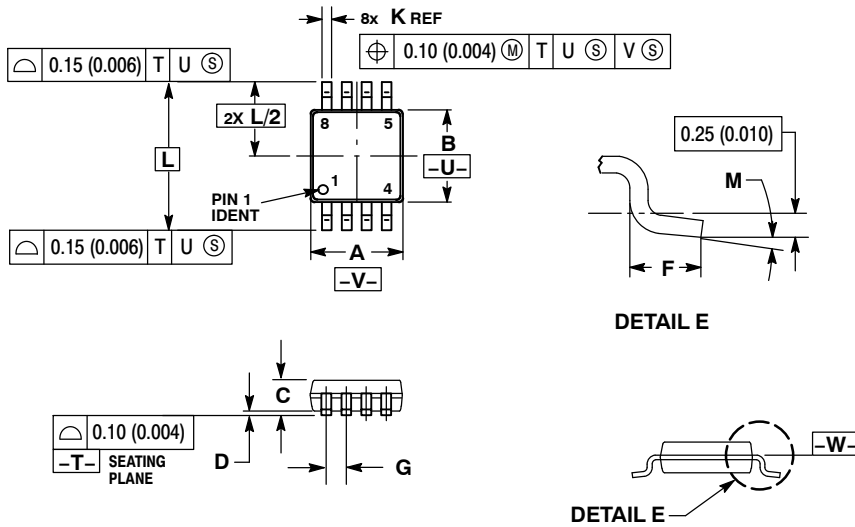 8x K REF
⌖ 0.10 (0.004) Ⓜ T U Ⓢ V Ⓢ
⌓ 0.15 (0.006) T U Ⓢ
2X L/2
8 5
B
-U-
L
1
4
PIN 1
IDENT
⌓ 0.15 (0.006) T U Ⓢ
A
-V-
0.25 (0.010)
M
F
DETAIL E
C
⌓ 0.10 (0.004)
-T- SEATING
PLANE
D
G
-W-
DETAIL E